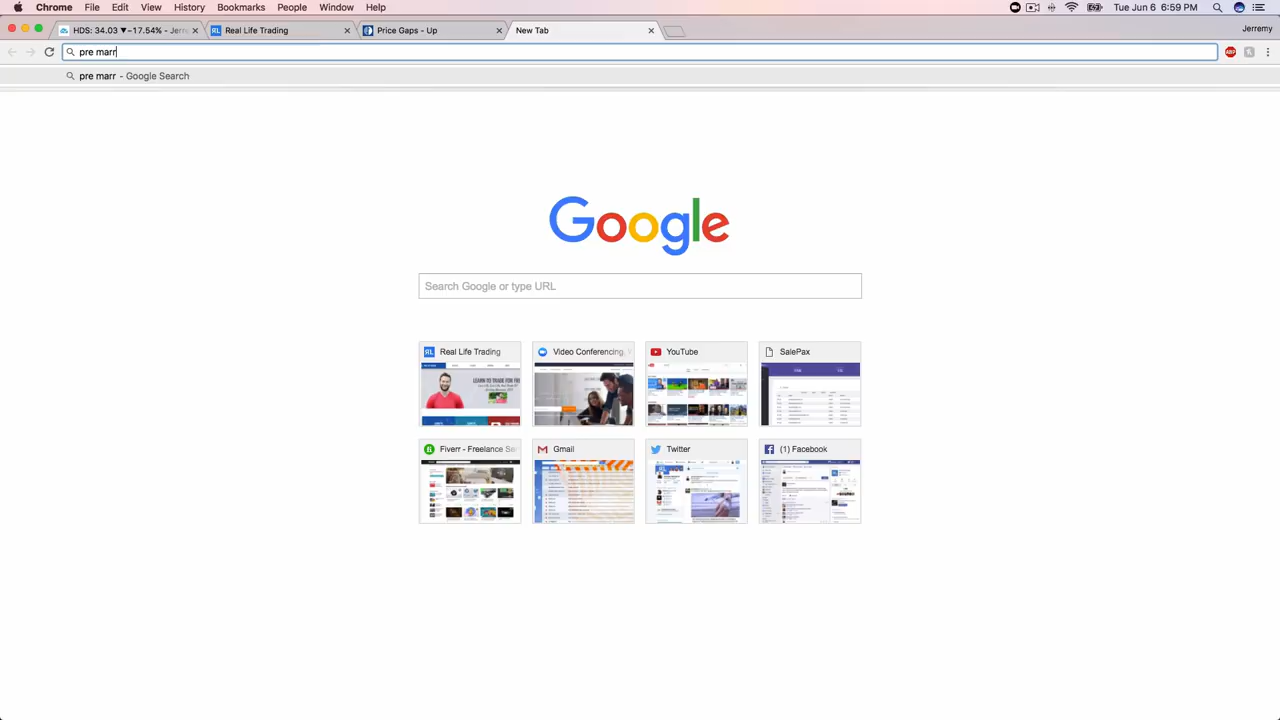 Chrome File Edit View History Bookmarks People Window Help Tue Jun 6 6:59 PM
HDS: 34.03 ▼−17.54% - Jerre Real Life Trading Price Gaps - Up New Tab Jerremy
pre marr
pre marr - Google Search
Google
Search Google or type URL
Real Life Trading Video Conferencing, YouTube SalePax
Fiverr - Freelance Se Gmail Twitter (1) Facebook